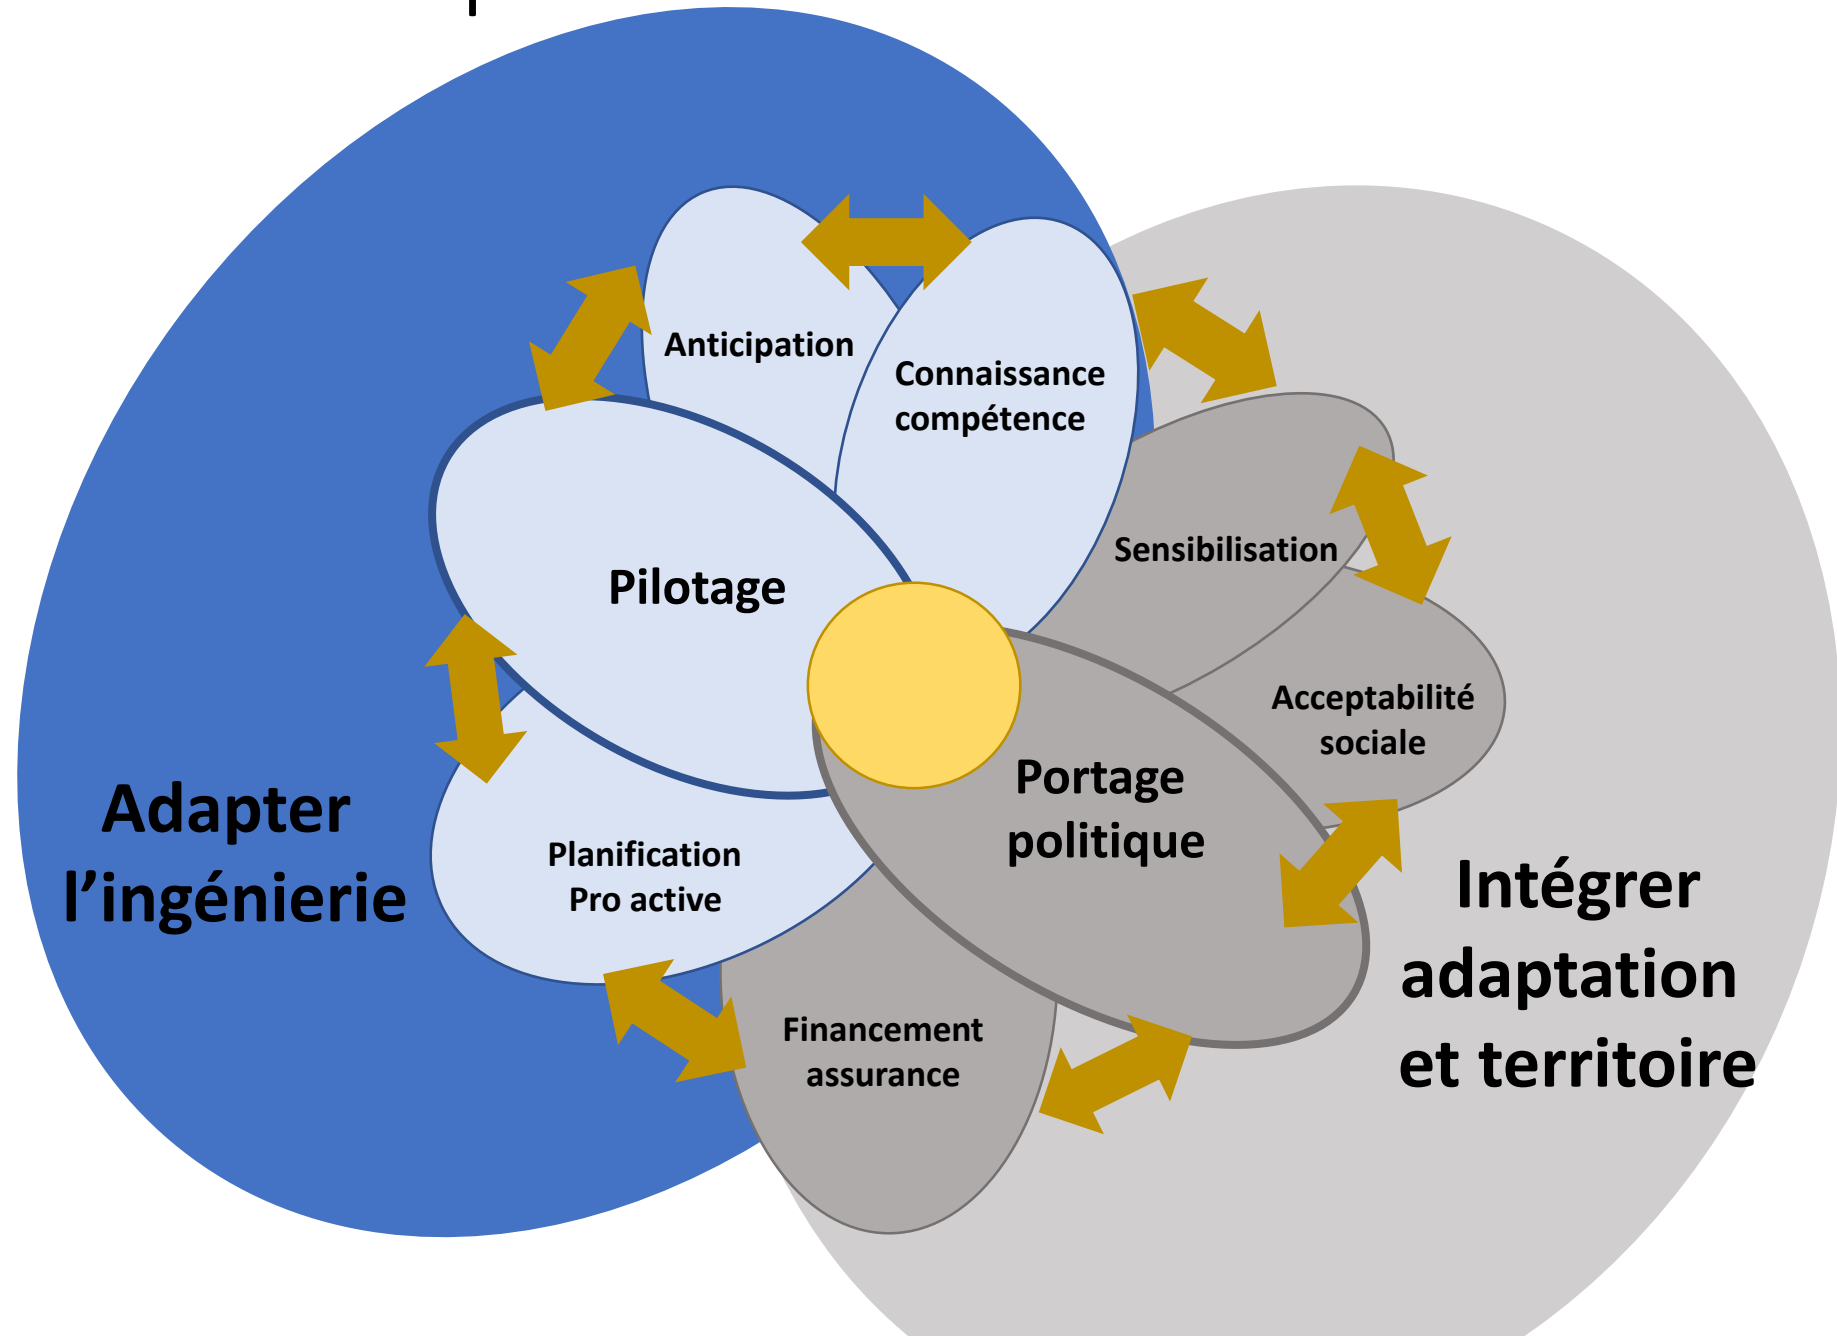 Anticipation
Connaissance
compétence
Sensibilisation
Pilotage
Acceptabilité
sociale
Portage
politique
Adapter
l’ingénierie
Planification
Pro active
Intégrer
adaptation
et territoire
Financement
assurance